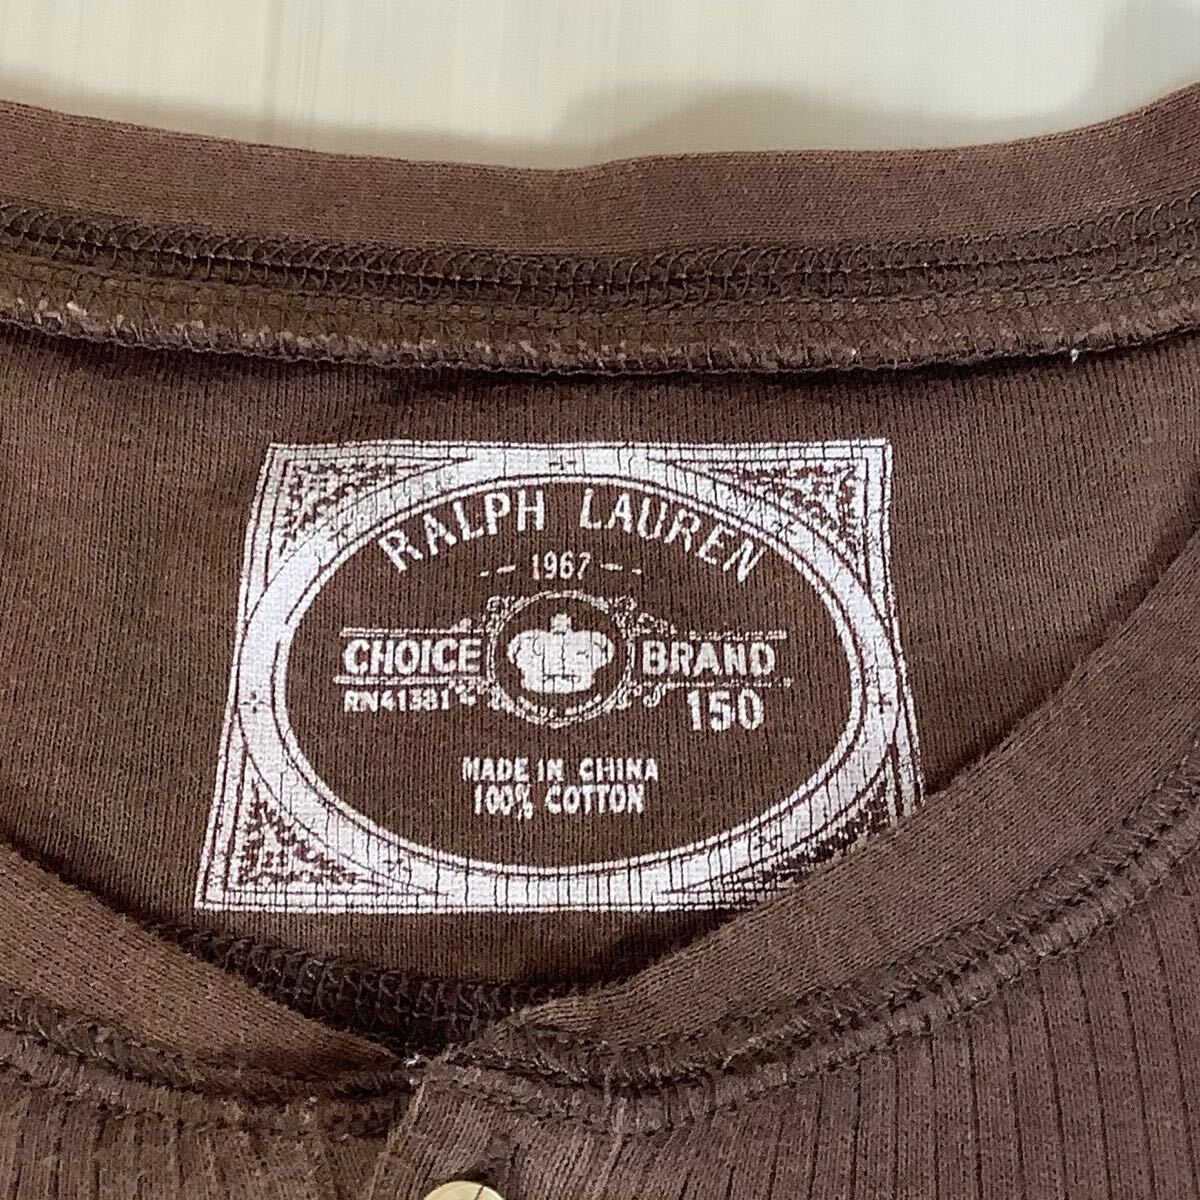 RALPH LAUREN
1967
CHOICE BRAND
RN41381 150
MADE IN CHINA
100% COTTON